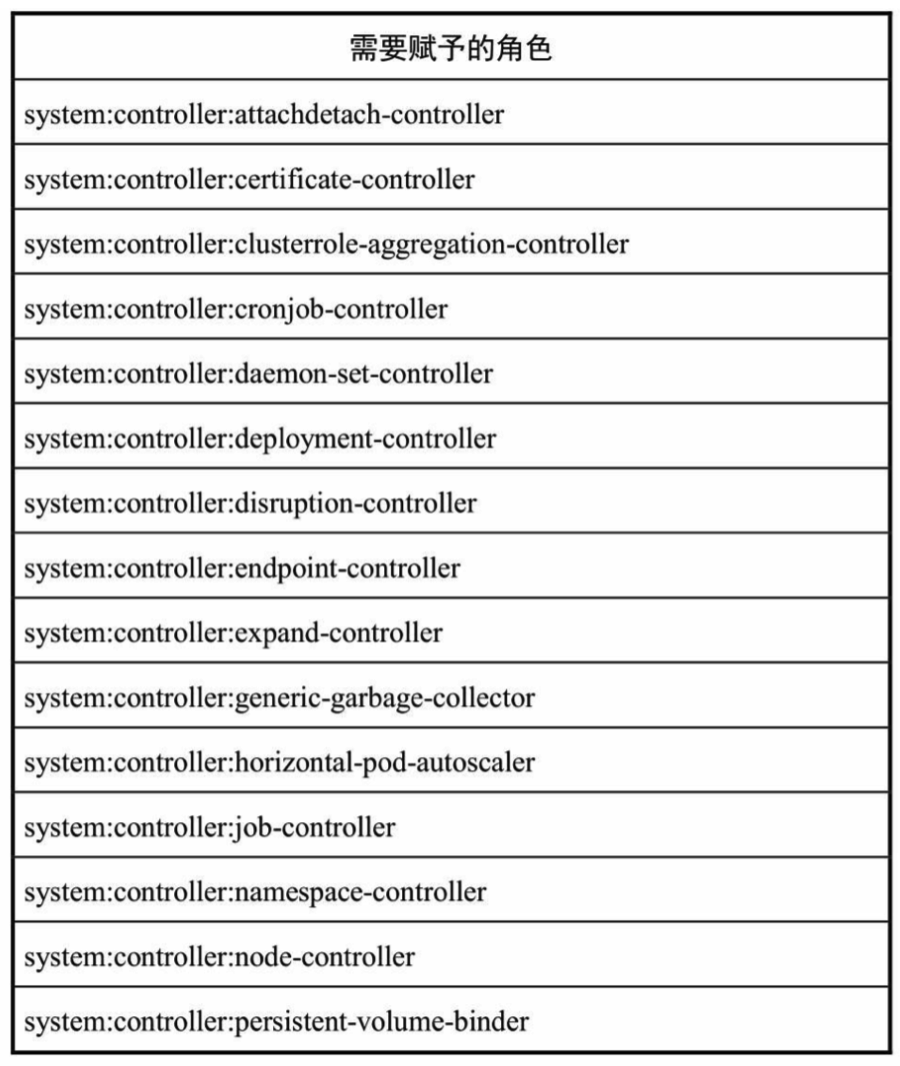 需要赋予的角色
system:controller:attachdetach-controller
system:controller:certificate-controller
system:controller:clusterrole-aggregation-controller
system:controller:cronjob-controller
system:controller:daemon-set-controller
system:controller:deployment-controller
system:controller:disruption-controller
system:controller:endpoint-controller
system:controller:expand-controller
system:controller:generic-garbage-collector
system:controller:horizontal-pod-autoscaler
system:controller:job-controller
system:controller:namespace-controller
system:controller:node-controller
system:controller:persistent-volume-binder